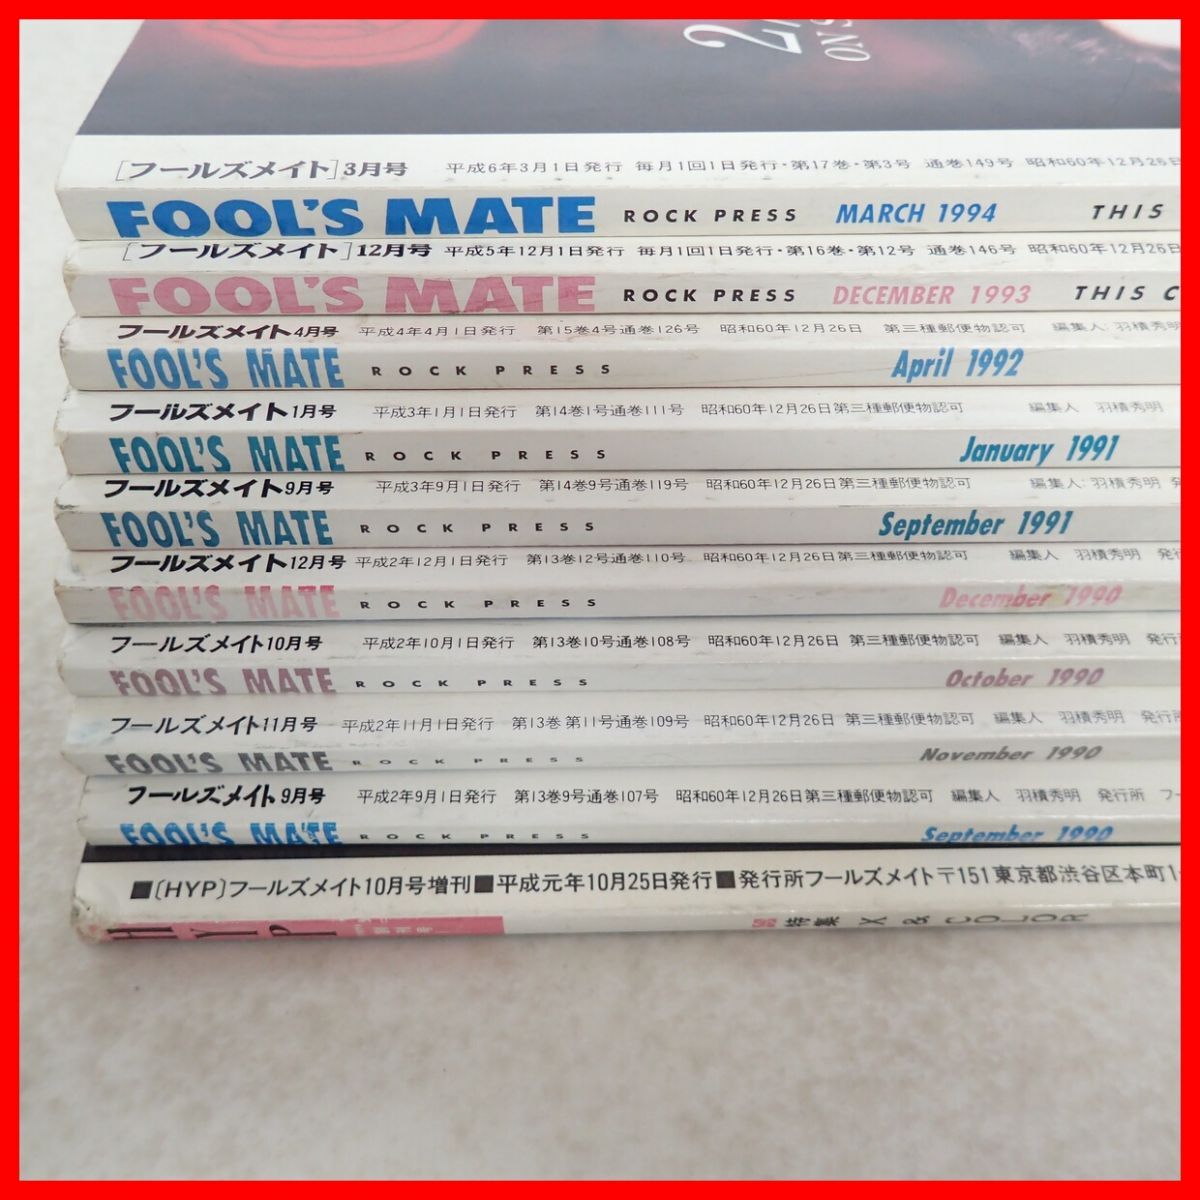 [フールズメイト]3月号 平成6年3月1日発行 毎月1回1日発行・第17巻・第3号 通巻149号 昭和60年12月26日
FOOL'S MATE ROCK PRESS MARCH 1994 THIS
[フールズメイト]12月号 平成5年12月1日発行 毎月1回1日発行・第16巻・第12号 通巻146号 昭和60年12月26日
FOOL'S MATE ROCK PRESS DECEMBER 1993 THIS C
フールズメイト4月号 平成4年4月1日発行 第15巻4号通巻126号 昭和60年12月26日 第三種郵便物認可 編集人:羽積秀明
FOOL'S MATE ROCK PRESS April 1992
フールズメイト1月号 平成3年1月1日発行 第14巻1号通巻111号 昭和60年12月26日第三種郵便物認可 編集人 羽積秀明
FOOL'S MATE ROCK PRESS January 1991
フールズメイト9月号 平成3年9月1日発行 第14巻9号通巻119号 昭和60年12月26日第三種郵便物認可 編集人:羽積秀明 発
FOOL'S MATE ROCK PRESS September 1991
フールズメイト12月号 平成2年12月1日発行 第13巻12号通巻110号 昭和60年12月26日第三種郵便物認可 編集人 羽積秀明 発行
FOOL'S MATE ROCK PRESS December 1990
フールズメイト10月号 平成2年10月1日発行 第13巻10号通巻108号 昭和60年12月26日 第三種郵便物認可 編集人 羽積秀明 発行
FOOL'S MATE ROCK PRESS October 1990
フールズメイト11月号 平成2年11月1日発行 第13巻 第11号通巻109号 昭和60年12月26日 第三種郵便物認可 編集人 羽積秀明 発行所
FOOL'S MATE ROCK PRESS November 1990
フールズメイト9月号 平成2年9月1日発行 第13巻9号通巻107号 昭和60年12月26日第三種郵便物認可 編集人 羽積秀明 発行所 フー
FOOL'S MATE ROCK PRESS September 1990
■[HYP]フールズメイト10月号増刊■平成元年10月25日発行■発行所フールズメイト〒151東京都渋谷区本町1-
HYP 特集 X & COLOR